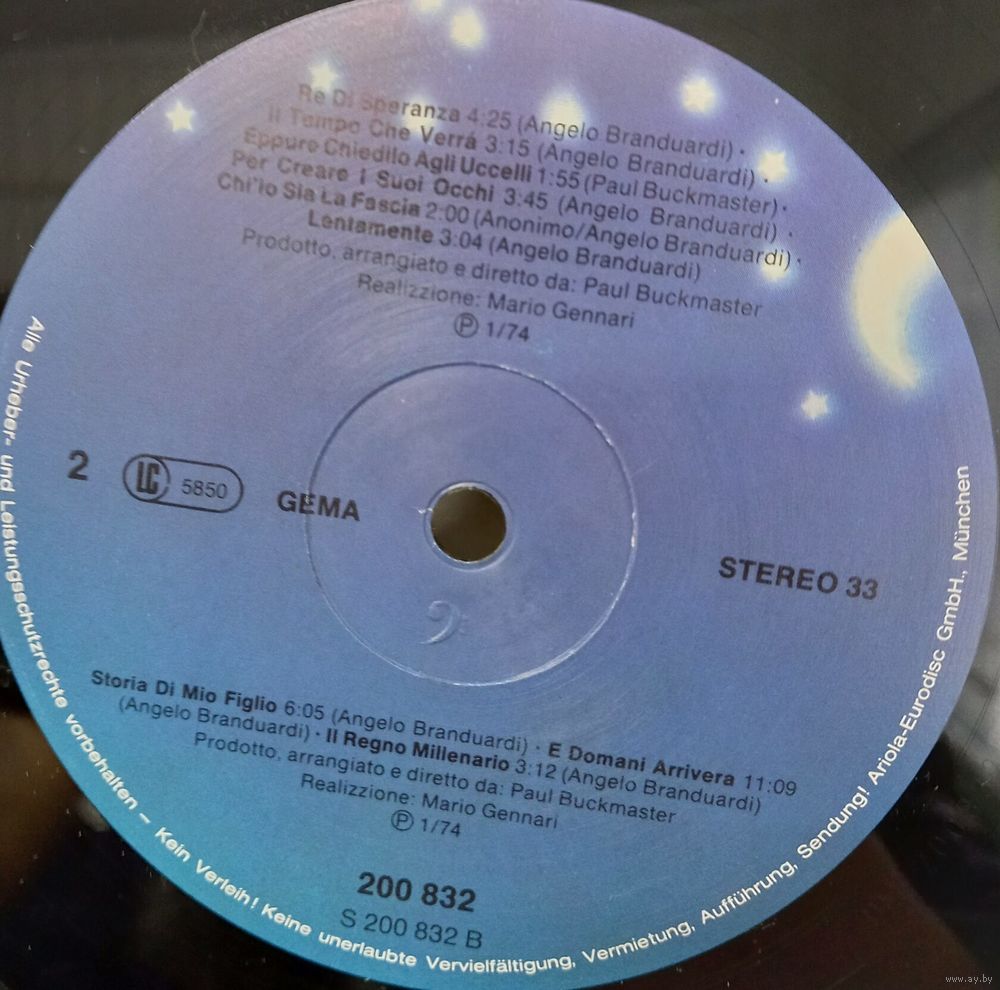 Re Di Speranza 4:25 (Angelo Branduardi) ·
Il Tempo Che Verrá 3:15 (Angelo Branduardi) ·
Eppure Chiedilo Agli Uccelli 1:55 (Paul Buckmaster) ·
Per Creare I Suoi Occhi 3:45 (Angelo Branduardi) ·
Chi'lo Sia La Fascia 2:00 (Anonimo/Angelo Branduardi) ·
Lentamente 3:04 (Angelo Branduardi)
Prodotto, arrangiato e diretto da: Paul Buckmaster
Realizzione: Mario Gennari
Ⓟ 1/74
2
LC 5850
GEMA
STEREO 33
Storia Di Mio Figlio 6:05 (Angelo Branduardi) · E Domani Arrivera 11:09
(Angelo Branduardi) · Il Regno Millenario 3:12 (Angelo Branduardi)
Prodotto, arrangiato e diretto da: Paul Buckmaster
Realizzione: Mario Gennari
Ⓟ 1/74
200 832
S 200 832 B
Alle Urheber- und Leistungsschutzrechte vorbehalten – Kein Verleih! Keine unerlaubte Vervielfältigung, Vermietung, Aufführung, Sendung! Ariola-Eurodisc GmbH., München
www.ay.by